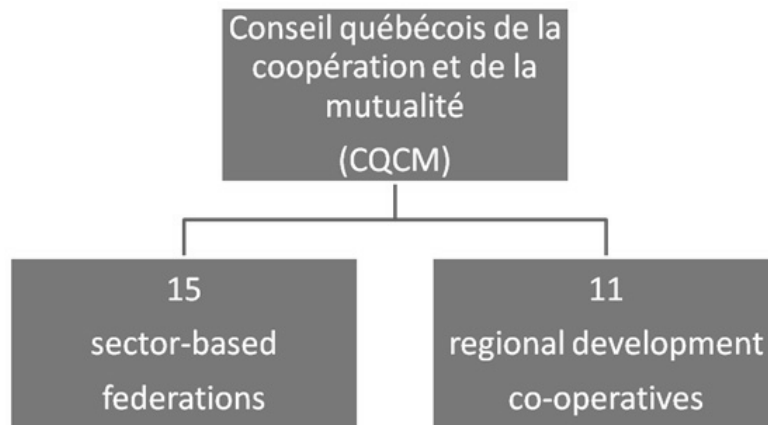 Conseil québécois de la
coopération et de la
mutualité
(CQCM)
15
sector-based
federations
11
regional development
co-operatives